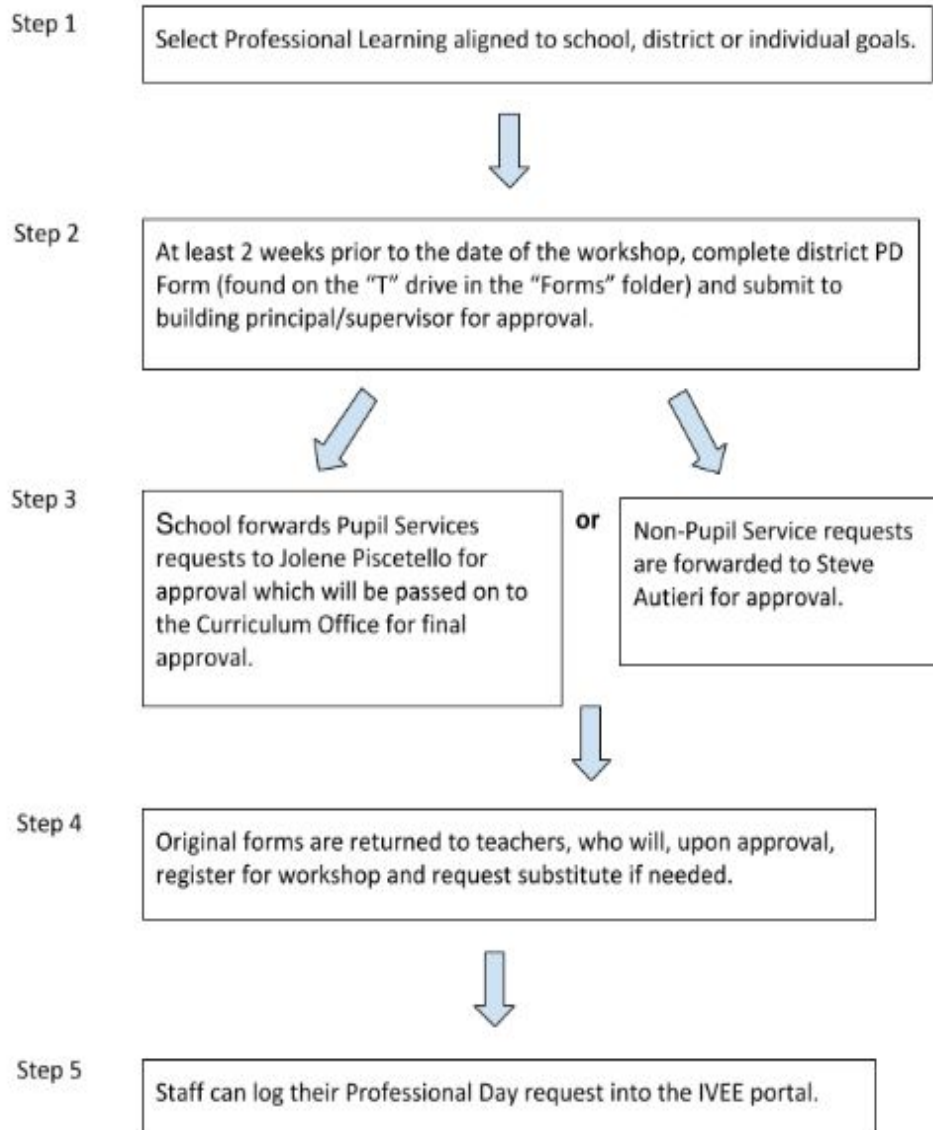 Step 1
Select Professional Learning aligned to school, district or individual goals.
Step 2
At least 2 weeks prior to the date of the workshop, complete district PD
Form (found on the “T” drive in the “Forms” folder) and submit to
building principal/supervisor for approval.
Step 3
School forwards Pupil Services
requests to Jolene Piscetello for
approval which will be passed on to
the Curriculum Office for final
approval.
or
Non-Pupil Service requests
are forwarded to Steve
Autieri for approval.
Step 4
Original forms are returned to teachers, who will, upon approval,
register for workshop and request substitute if needed.
Step 5
Staff can log their Professional Day request into the IVEE portal.